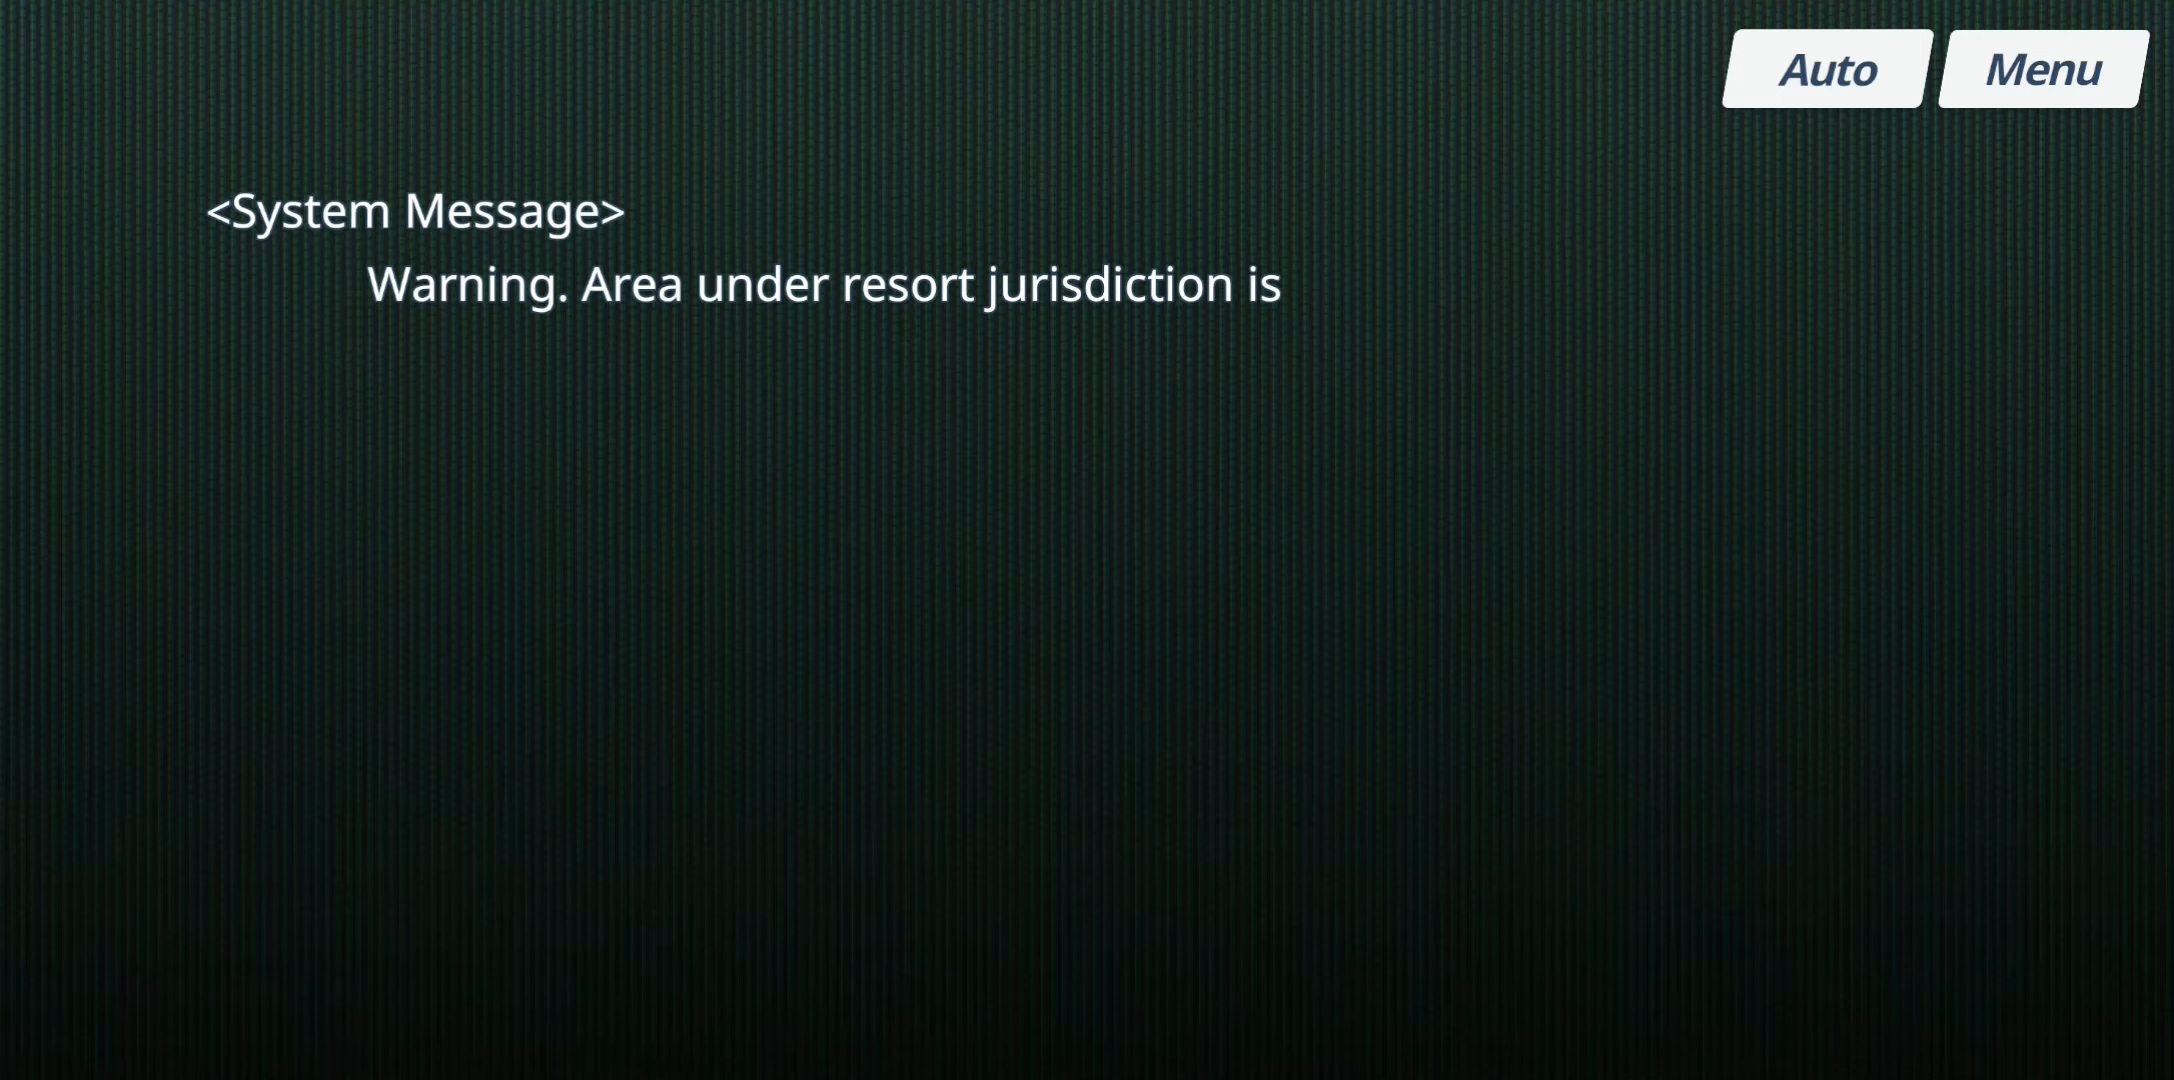 Auto Menu
<System Message>
Warning. Area under resort jurisdiction is